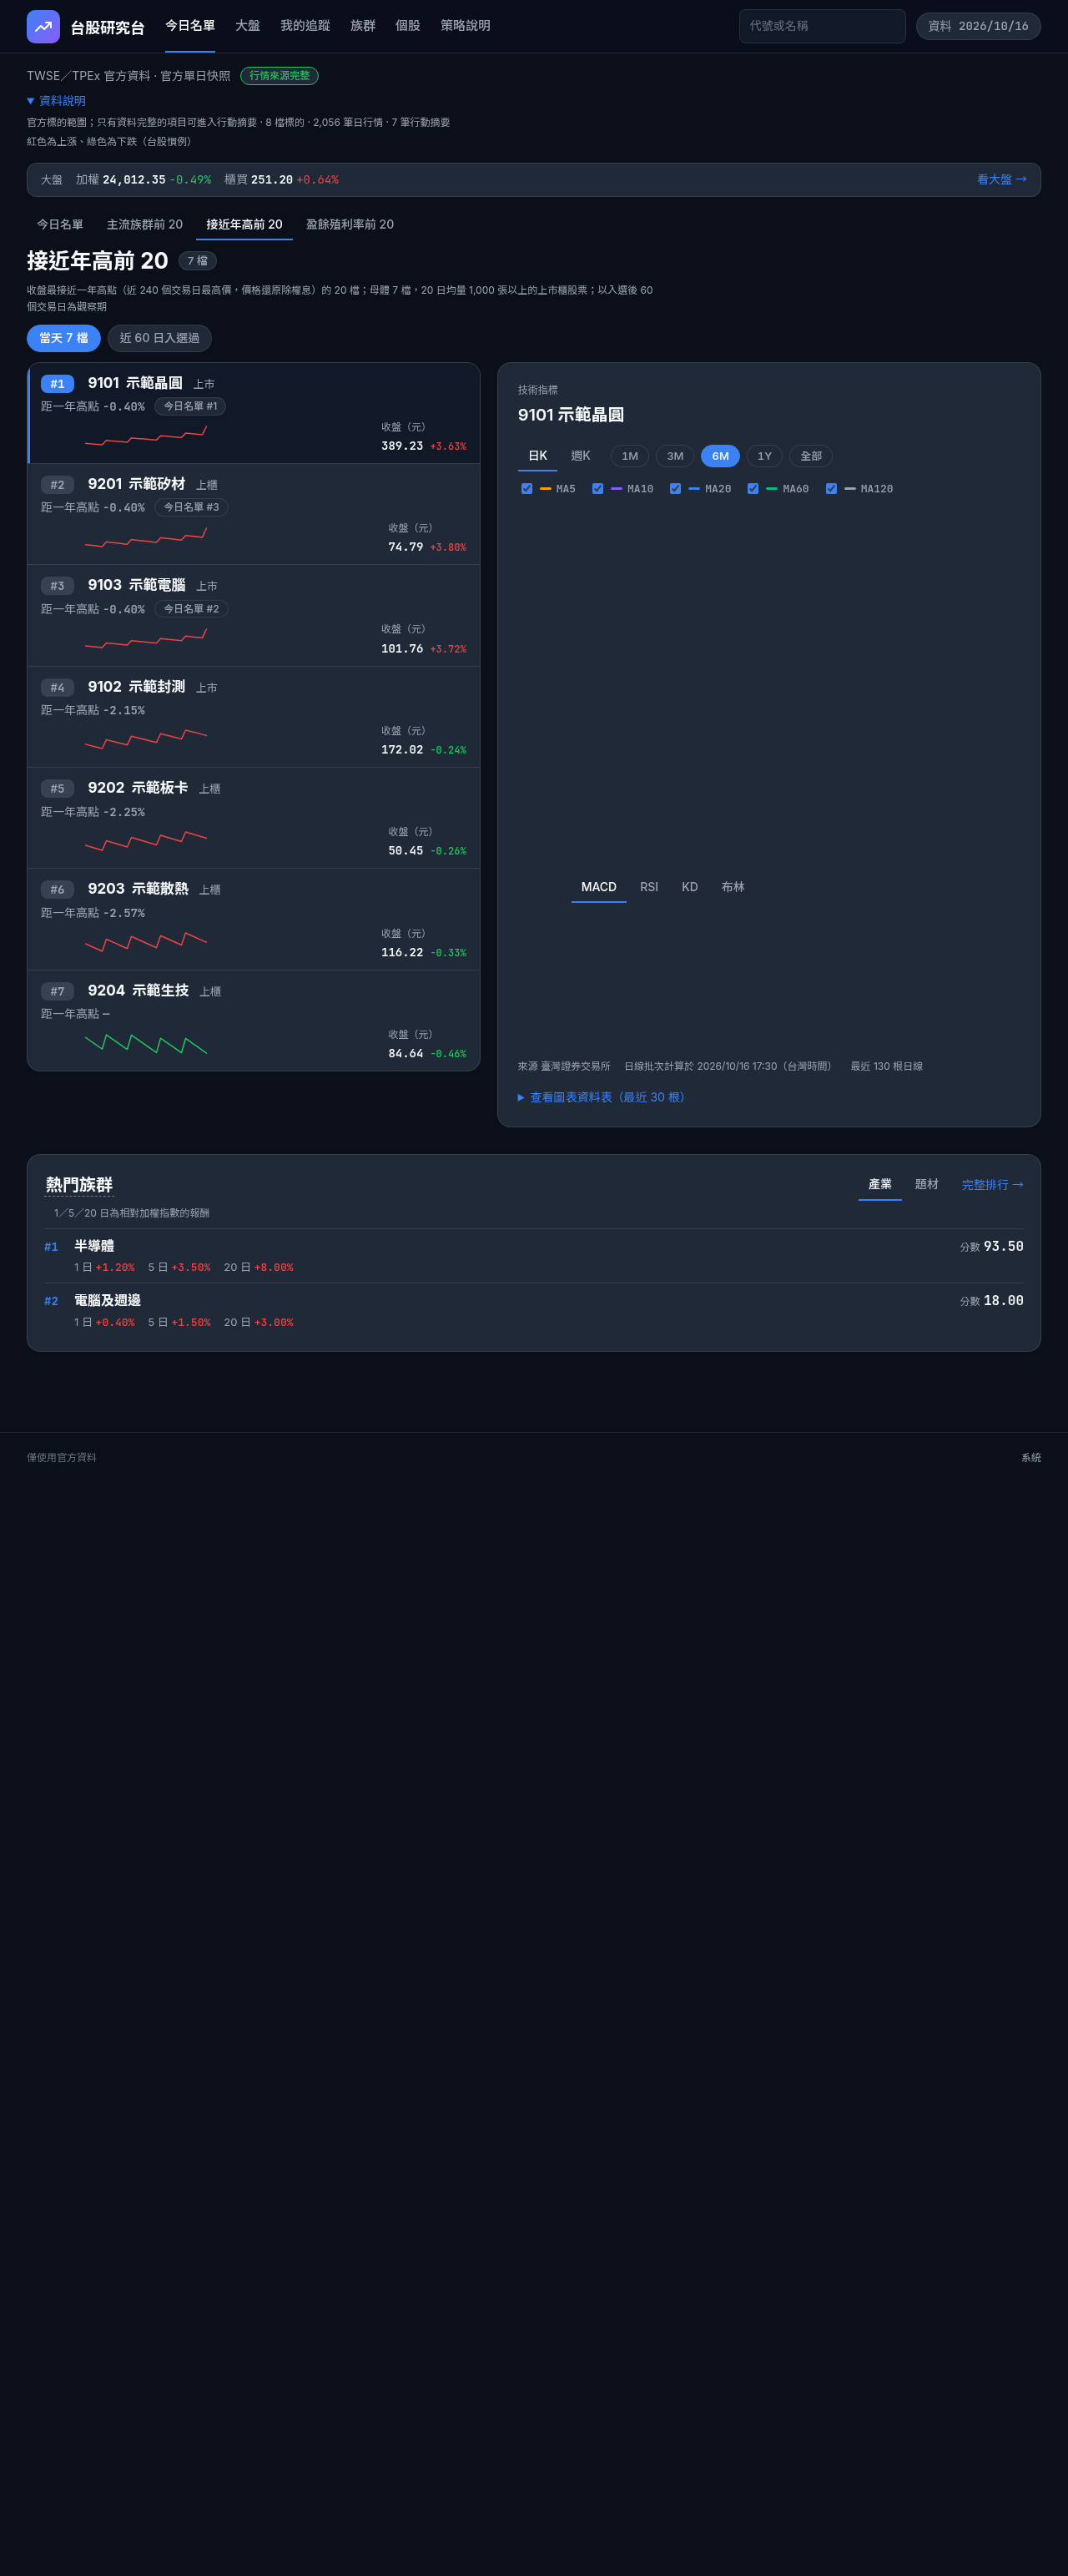 台股研究台 今日名單 大盤 我的追蹤 族群 個股 策略說明 代號或名稱 資料 2026/10/16
TWSE／TPEx 官方資料 · 官方單日快照 行情來源完整
▼ 資料說明
官方標的範圍；只有資料完整的項目可進入行動摘要 · 8 檔標的 · 2,056 筆日行情 · 7 筆行動摘要
紅色為上漲、綠色為下跌（台股慣例）
大盤 加權 24,012.35 -0.49% 櫃買 251.20 +0.64% 看大盤 →
今日名單 主流族群前 20 接近年高前 20 盈餘殖利率前 20
接近年高前 20 7 檔
收盤最接近一年高點（近 240 個交易日最高價，價格還原除權息）的 20 檔；母體 7 檔，20 日均量 1,000 張以上的上市櫃股票；以入選後 60
個交易日為觀察期
當天 7 檔 近 60 日入選過
#1 9101 示範晶圓 上市
距一年高點 -0.40% 今日名單 #1
收盤（元）
389.23 +3.63%
#2 9201 示範矽材 上櫃
距一年高點 -0.40% 今日名單 #3
收盤（元）
74.79 +3.80%
#3 9103 示範電腦 上市
距一年高點 -0.40% 今日名單 #2
收盤（元）
101.76 +3.72%
#4 9102 示範封測 上市
距一年高點 -2.15%
收盤（元）
172.02 -0.24%
#5 9202 示範板卡 上櫃
距一年高點 -2.25%
收盤（元）
50.45 -0.26%
#6 9203 示範散熱 上櫃
距一年高點 -2.57%
收盤（元）
116.22 -0.33%
#7 9204 示範生技 上櫃
距一年高點 —
收盤（元）
84.64 -0.46%
技術指標
9101 示範晶圓
日K 週K 1M 3M 6M 1Y 全部
MA5 MA10 MA20 MA60 MA120
MACD RSI KD 布林
來源 臺灣證券交易所 日線批次計算於 2026/10/16 17:30（台灣時間） 最近 130 根日線
▶ 查看圖表資料表（最近 30 根）
熱門族群 產業 題材 完整排行 →
1／5／20 日為相對加權指數的報酬
#1 半導體 分數 93.50
1 日 +1.20% 5 日 +3.50% 20 日 +8.00%
#2 電腦及週邊 分數 18.00
1 日 +0.40% 5 日 +1.50% 20 日 +3.00%
僅使用官方資料 系統